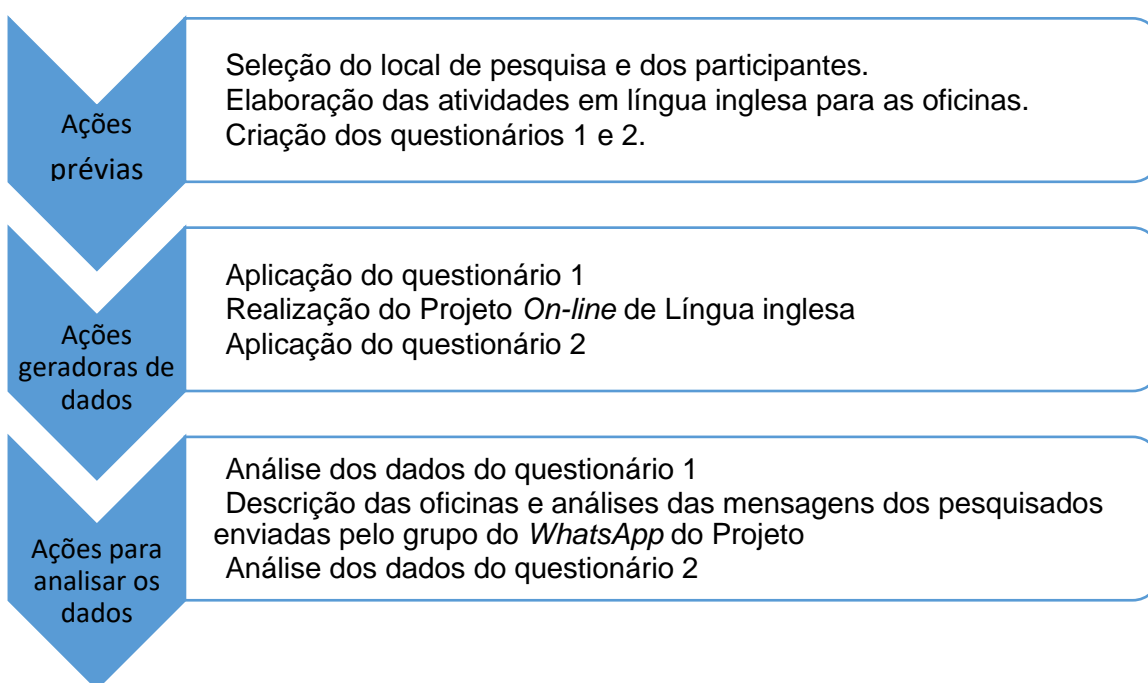 Ações
prévias
Seleção do local de pesquisa e dos participantes.
Elaboração das atividades em língua inglesa para as oficinas.
Criação dos questionários 1 e 2.
Ações
geradoras de
dados
Aplicação do questionário 1
Realização do Projeto On-line de Língua inglesa
Aplicação do questionário 2
Ações para
analisar os
dados
Análise dos dados do questionário 1
Descrição das oficinas e análises das mensagens dos pesquisados
enviadas pelo grupo do WhatsApp do Projeto
Análise dos dados do questionário 2